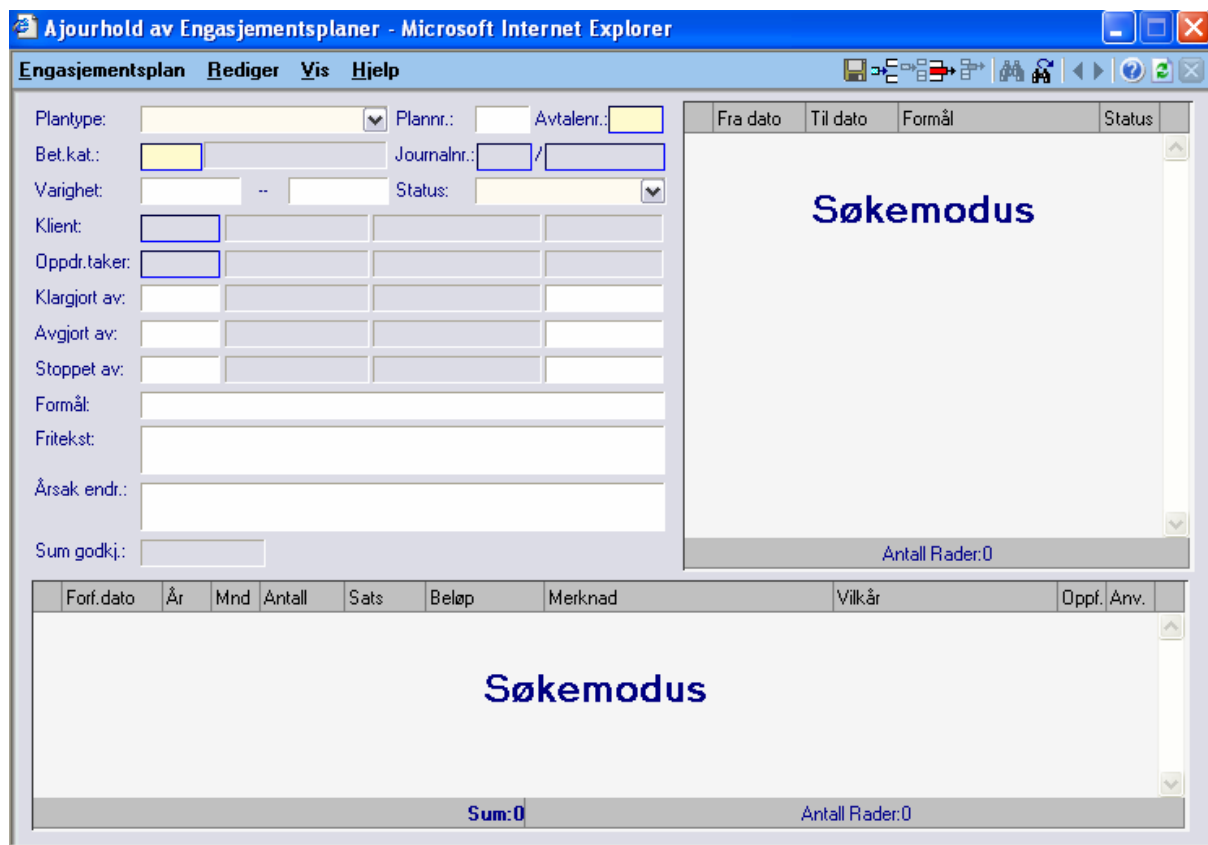 Ajourhold av Engasjementsplaner - Microsoft Internet Explorer
Engasjementsplan Rediger Vis Hjelp
Plantype: Plannr.: Avtalenr.:
Bet.kat.: Journalnr.: /
Varighet: -- Status:
Klient:
Oppdr.taker:
Klargjort av:
Avgjort av:
Stoppet av:
Formål:
Fritekst:
Årsak endr.:
Sum godkj.:
Fra dato Til dato Formål Status
Søkemodus
Antall Rader:0
Forf.dato År Mnd Antall Sats Beløp Merknad Vilkår Oppf. Anv.
Søkemodus
Sum:0 Antall Rader:0